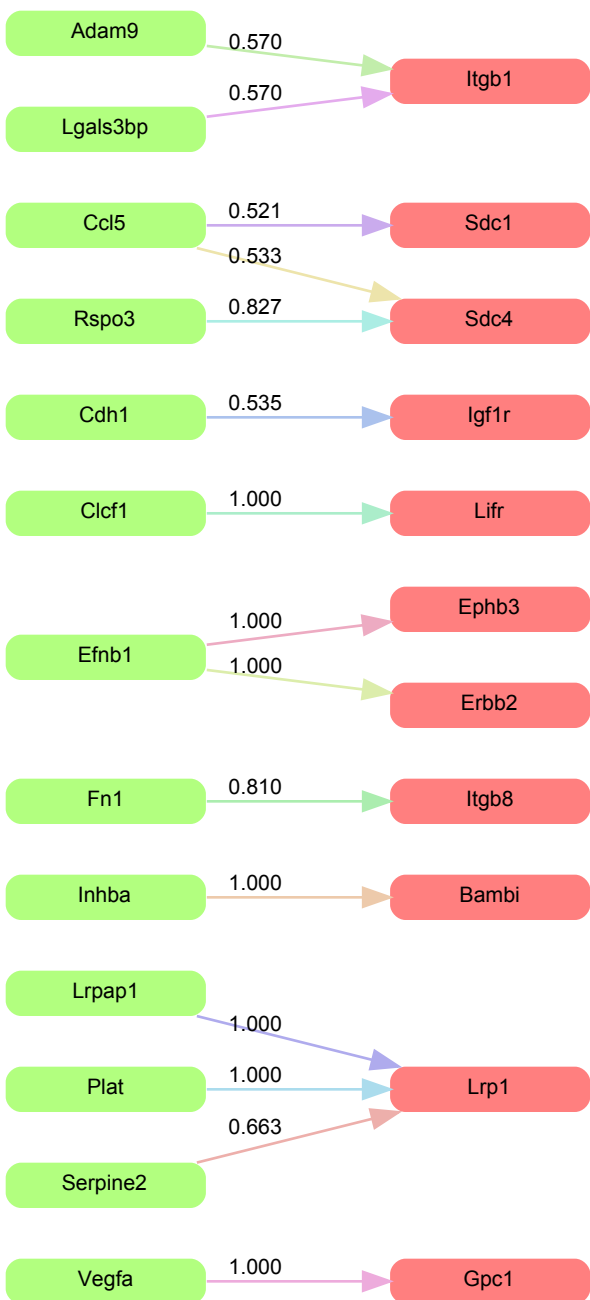 Adam9
0.570
Itgb1
0.570
Lgals3bp
Ccl5
0.521
Sdc1
0.533
Rspo3
0.827
Sdc4
Cdh1
0.535
Igf1r
Clcf1
1.000
Lifr
Ephb3
1.000
Efnb1
1.000
Erbb2
Fn1
0.810
Itgb8
Inhba
1.000
Bambi
Lrpap1
1.000
Plat
1.000
Lrp1
0.663
Serpine2
Vegfa
1.000
Gpc1